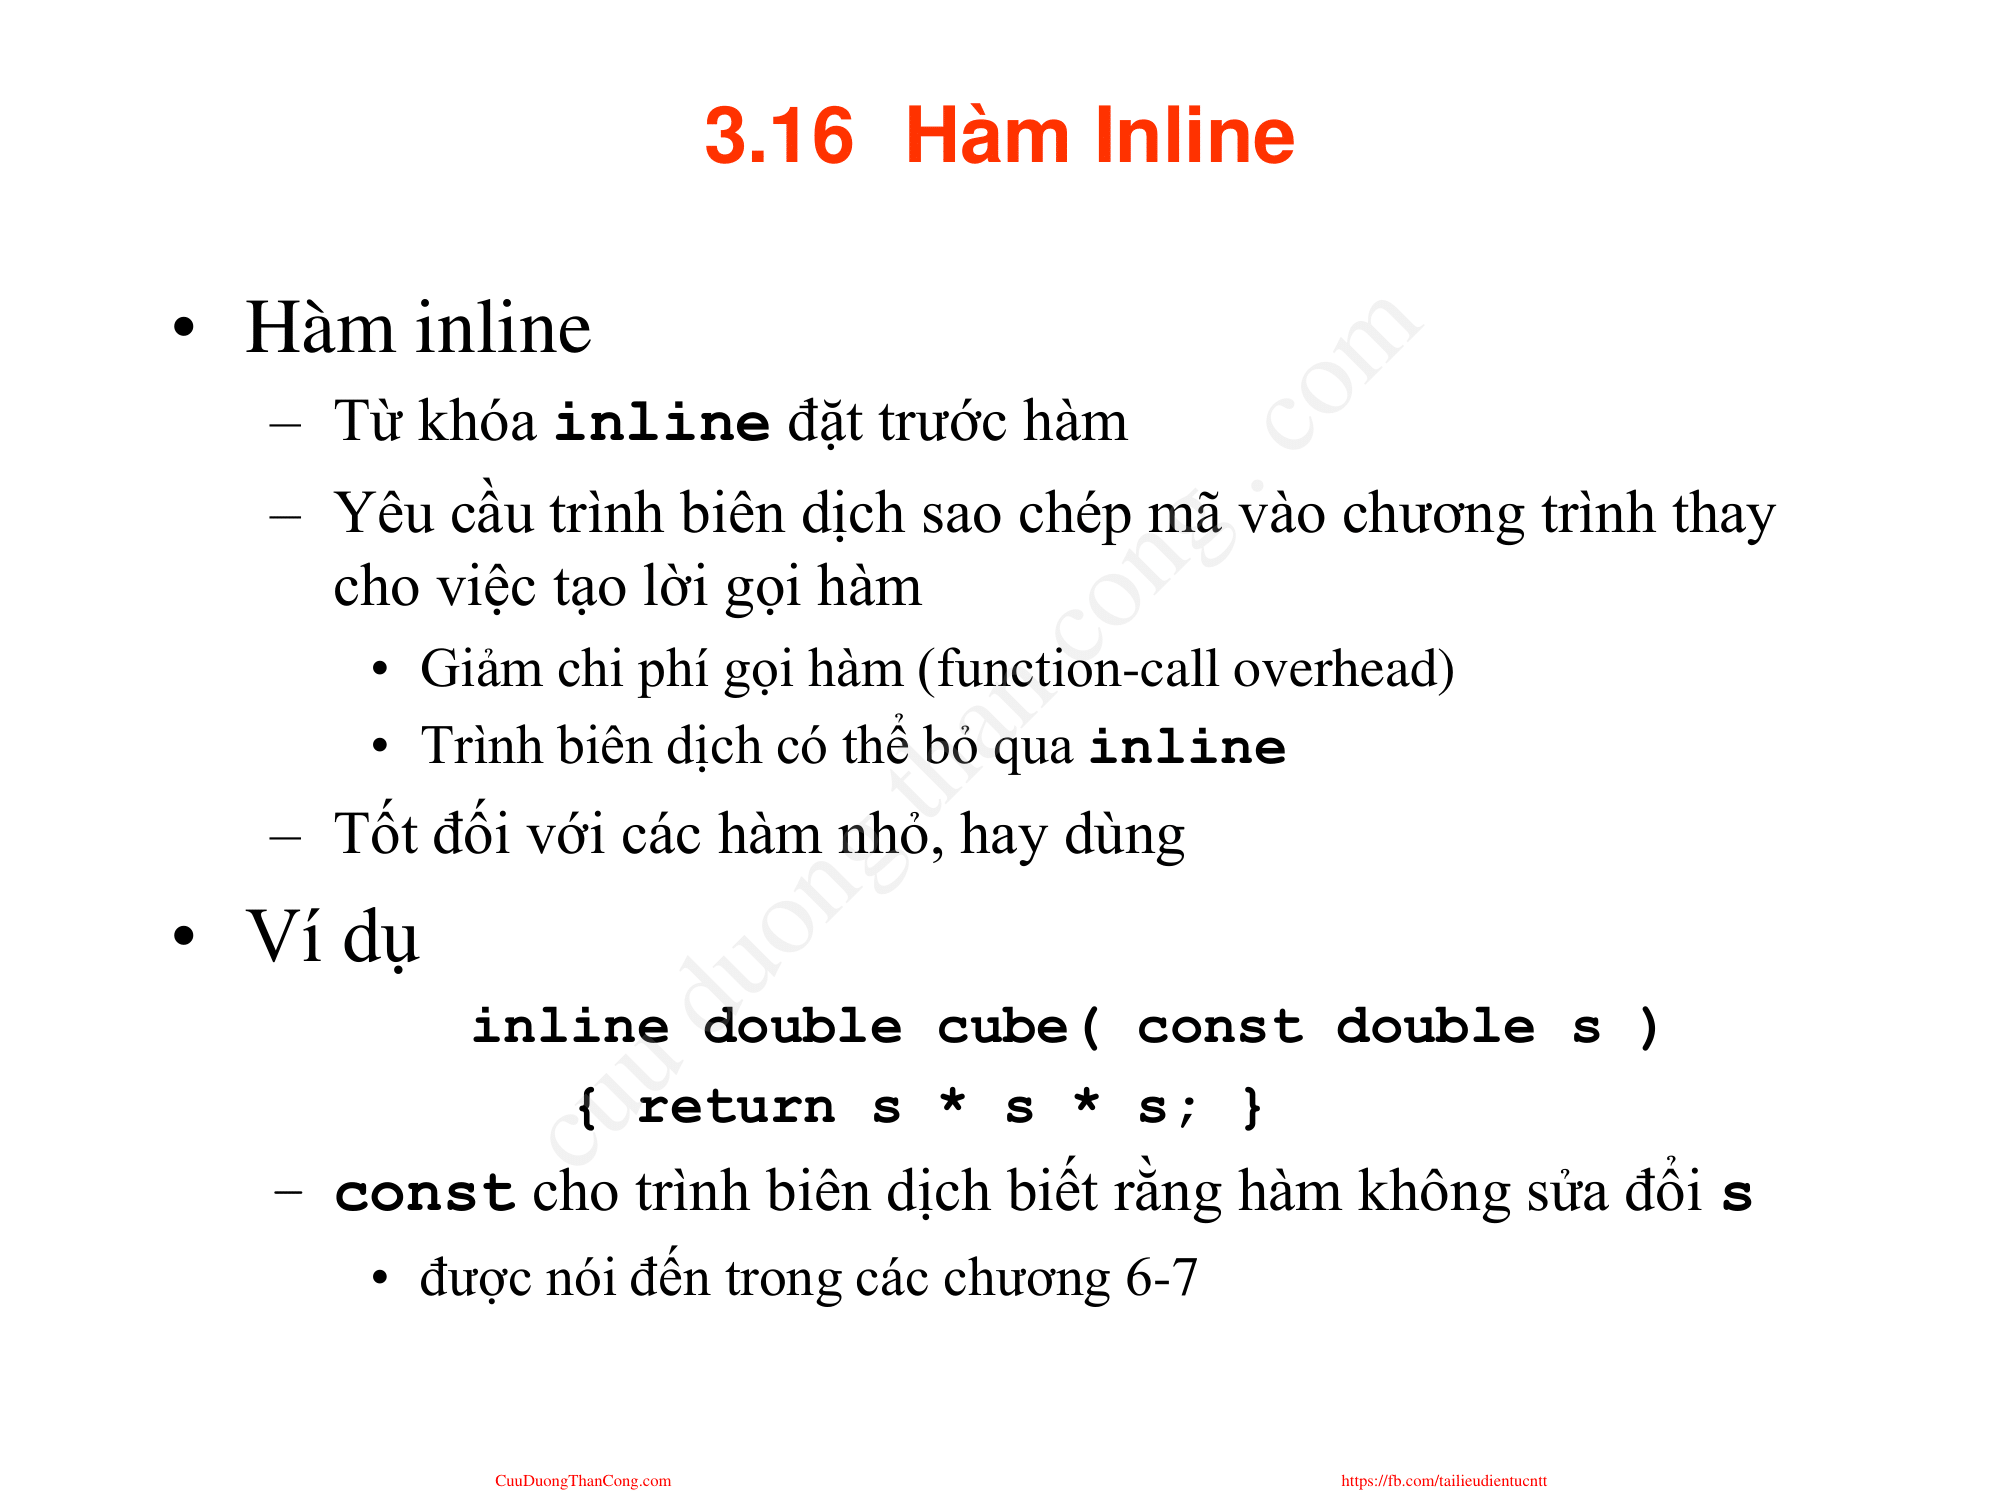 3.16 Hàm Inline
• Hàm inline
– Từ khóa inline đặt trước hàm
– Yêu cầu trình biên dịch sao chép mã vào chương trình thay
cho việc tạo lời gọi hàm
• Giảm chi phí gọi hàm (function-call overhead)
• Trình biên dịch có thể bỏ qua inline
– Tốt đối với các hàm nhỏ, hay dùng
• Ví dụ
inline double cube( const double s )
{ return s * s * s; }
– const cho trình biên dịch biết rằng hàm không sửa đổi s
• được nói đến trong các chương 6-7
cuu duong than cong . com
CuuDuongThanCong.com
https://fb.com/tailieudientucntt